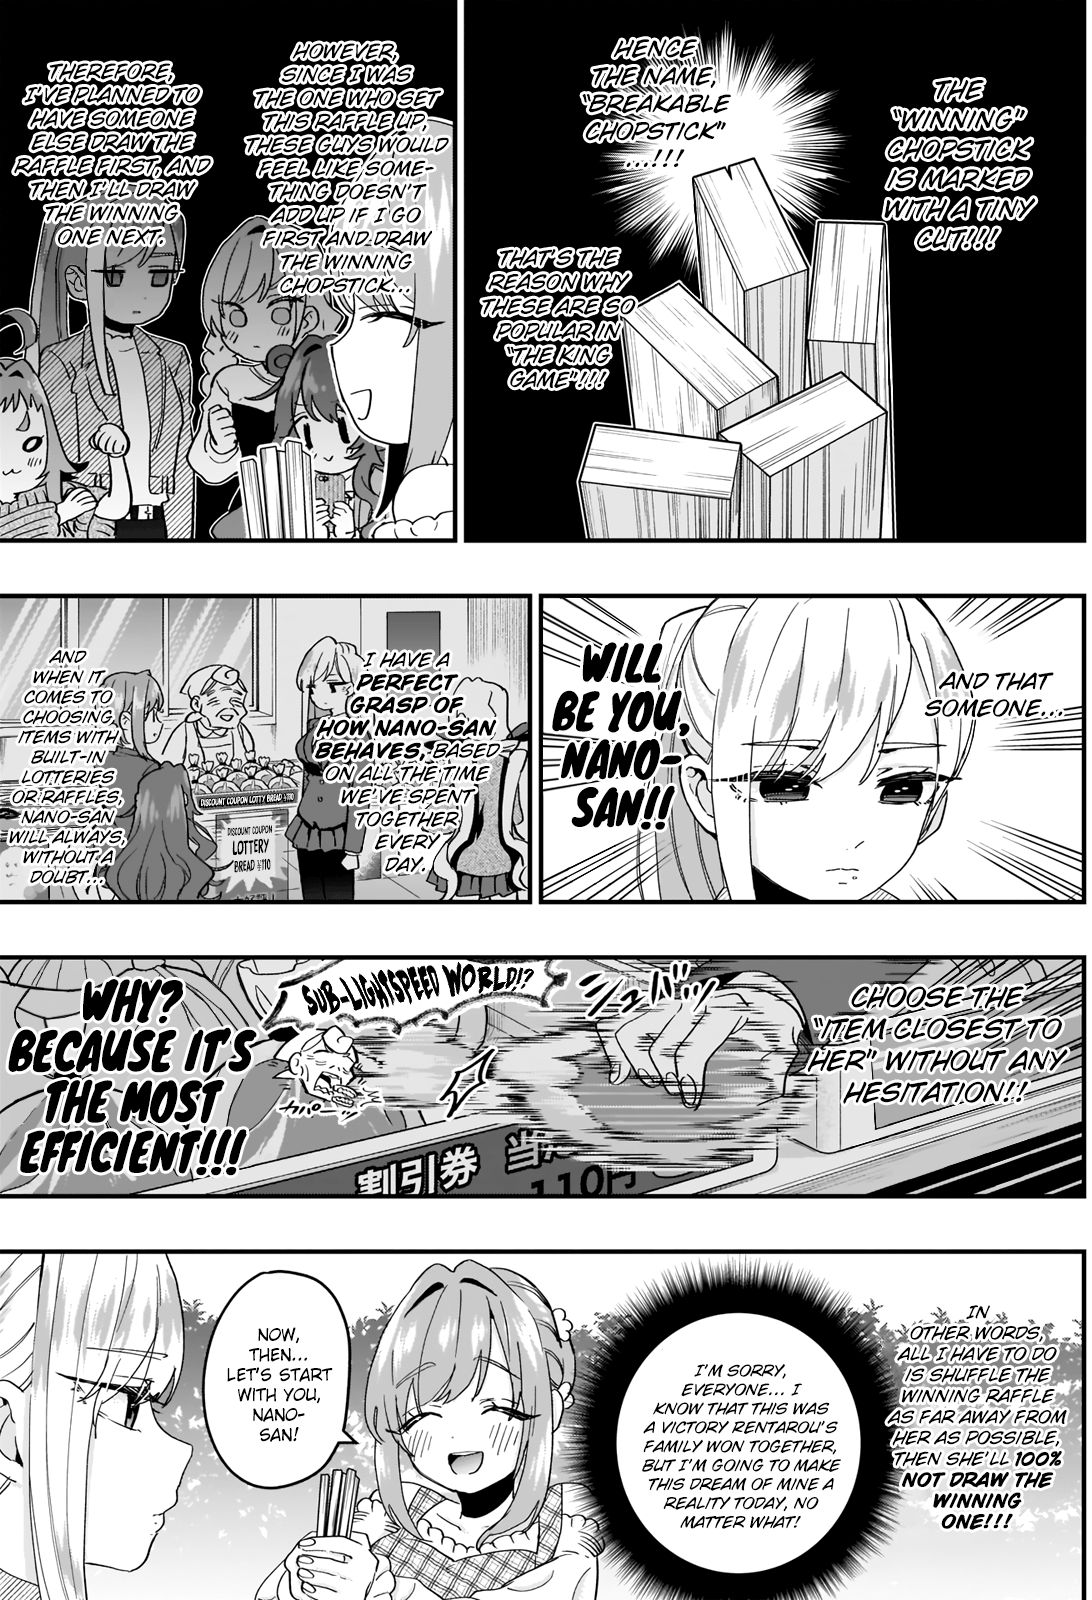 THE
"WINNING"
CHOPSTICK
IS MARKED
WITH A TINY
CUT!!!
HENCE
THE NAME,
"BREAKABLE
CHOPSTICK"
...!!!
THAT'S THE
REASON WHY
THESE ARE SO
POPULAR IN
"THE KING
GAME"!!!
HOWEVER,
SINCE I WAS
THE ONE WHO SET
THIS RAFFLE UP,
THESE GUYS WOULD
FEEL LIKE SOME-
THING DOESN'T
ADD UP IF I GO
FIRST AND DRAW
THE WINNING
CHOPSTICK...
THEREFORE,
I'VE PLANNED TO
HAVE SOMEONE
ELSE DRAW THE
RAFFLE FIRST, AND
THEN I'LL DRAW
THE WINNING
ONE NEXT.
AND THAT
SOMEONE...
WILL
BE YOU,
NANO-
SAN!!
I HAVE A
PERFECT
GRASP OF
HOW NANO-SAN
BEHAVES, BASED
ON ALL THE TIME
WE'VE SPENT
TOGETHER
EVERY
DAY.
DISCOUNT COUPON LOTTY BREAD ¥110
DISCOUNT COUPON
LOTTERY
BREAD ¥110
AND
WHEN IT
COMES TO
CHOOSING
ITEMS WITH
BUILT-IN
LOTTERIES
OR RAFFLES,
NANO-SAN
WILL ALWAYS,
WITHOUT A
DOUBT...
CHOOSE THE
"ITEM CLOSEST TO
HER" WITHOUT ANY
HESITATION!!
シュバッ
SUB-LIGHTSPEED WORLD!?
カパーッ
割引券 当
110円
WHY?
BECAUSE IT'S
THE MOST
EFFICIENT!!!
IN
OTHER WORDS,
ALL I HAVE TO DO
IS SHUFFLE THE
WINNING RAFFLE
AS FAR AWAY FROM
HER AS POSSIBLE,
THEN SHE'LL 100%
NOT DRAW THE
WINNING
ONE!!!
I'M SORRY,
EVERYONE... I
KNOW THAT THIS WAS
A VICTORY RENTAROU'S
FAMILY WON TOGETHER,
BUT I'M GOING TO MAKE
THIS DREAM OF MINE A
REALITY TODAY, NO
MATTER WHAT!
NOW,
THEN...
LET'S START
WITH YOU,
NANO-
SAN!